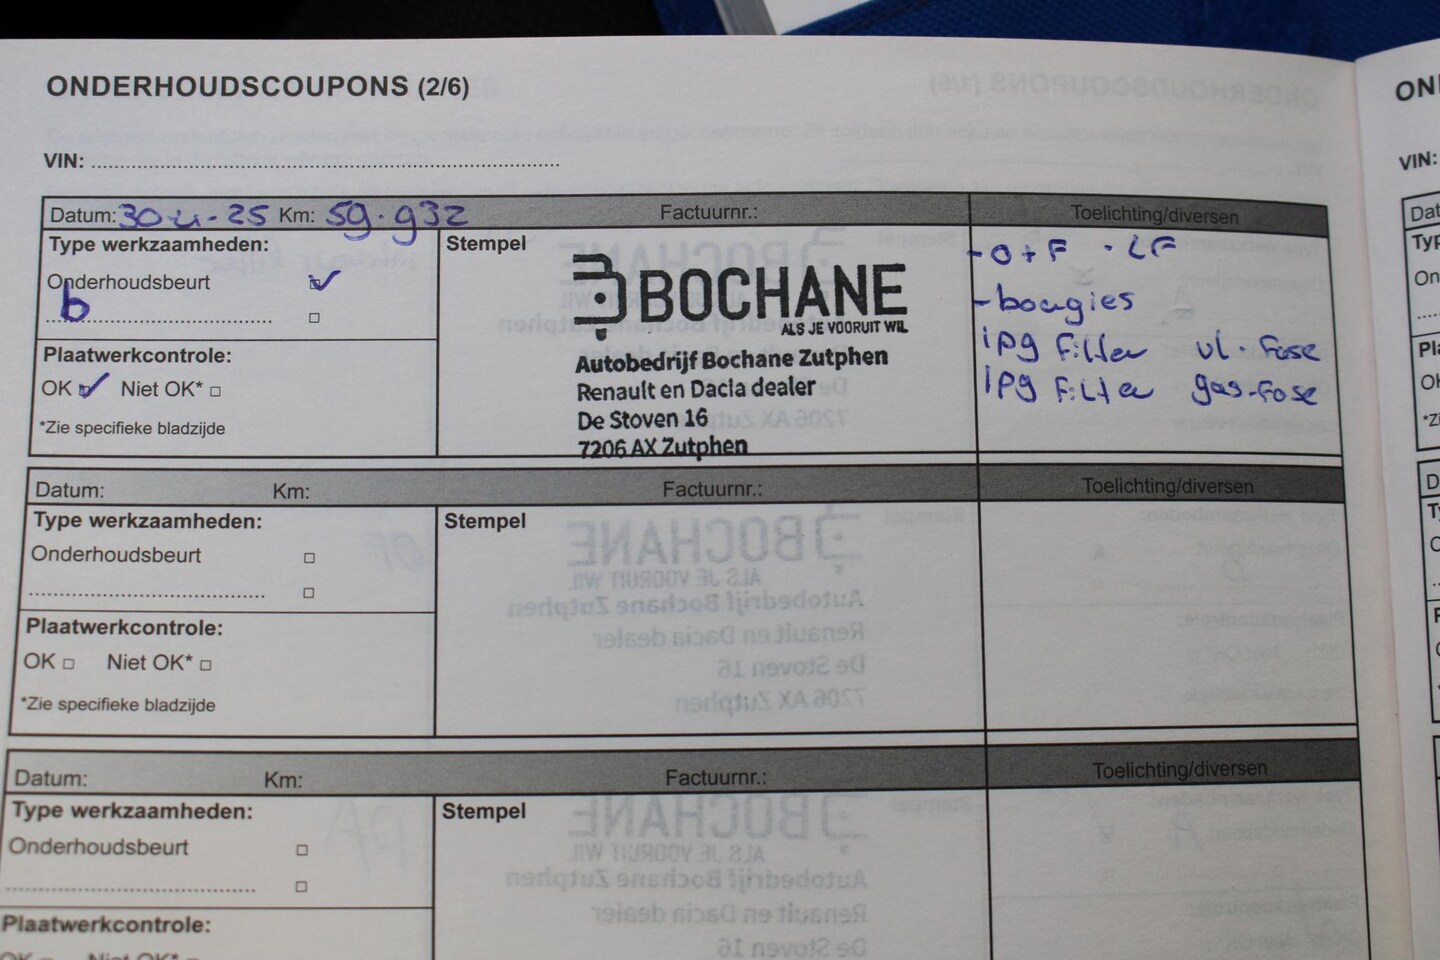 ONDERHOUDSCOUPONS (2/6)
VIN:
Datum: 30-4-25 Km: 59.932 Factuurnr.: Toelichting/diversen
Type werkzaamheden:
Onderhoudsbeurt
b
Plaatwerkcontrole:
OK Niet OK*
*Zie specifieke bladzijde
Stempel
BOCHANE
ALS JE VOORUIT WIL
Autobedrijf Bochane Zutphen
Renault en Dacia dealer
De Stoven 16
7206 AX Zutphen
- O+F · LF
- bougies
lpg filter vl. fase
lpg filter gas-fase
Datum: Km: Factuurnr.: Toelichting/diversen
Type werkzaamheden:
Onderhoudsbeurt
Plaatwerkcontrole:
OK Niet OK*
*Zie specifieke bladzijde
Stempel
Datum: Km: Factuurnr.: Toelichting/diversen
Type werkzaamheden:
Onderhoudsbeurt
Plaatwerkcontrole:
OK Niet OK*
Stempel
VIN: